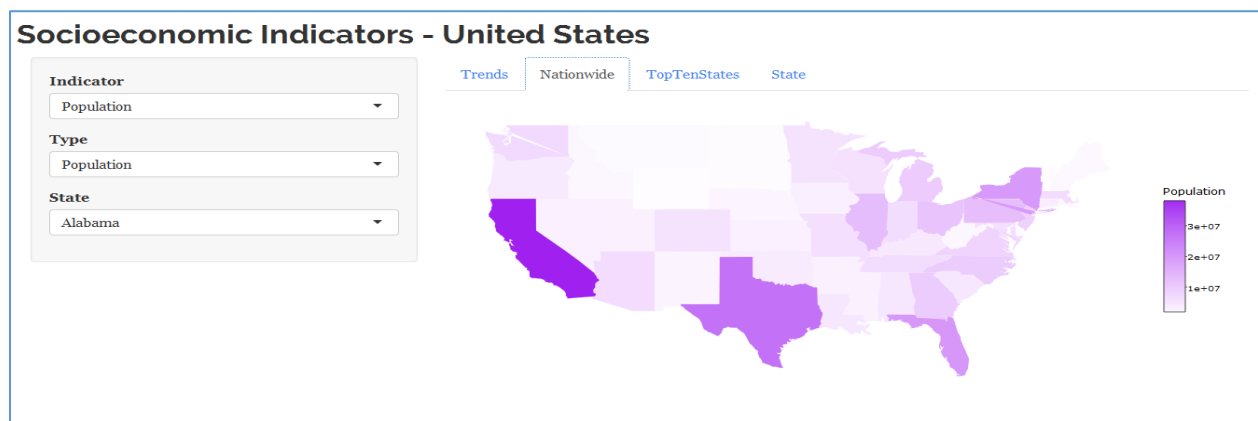 Socioeconomic Indicators - United States
Indicator
Population
Type
Population
State
Alabama
Trends Nationwide TopTenStates State
Population
3e+07
2e+07
1e+07